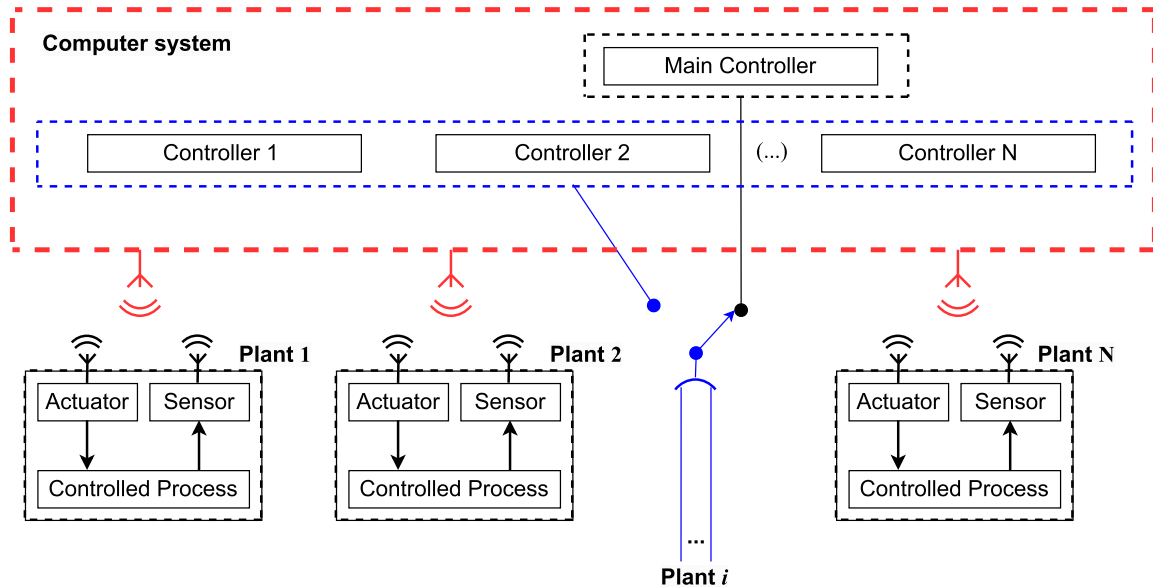 Computer system
Main Controller
Controller 1
Controller 2
(...)
Controller N
Plant 1
Actuator
Sensor
Controlled Process
Plant 2
Actuator
Sensor
Controlled Process
...
Plant i
Plant N
Actuator
Sensor
Controlled Process